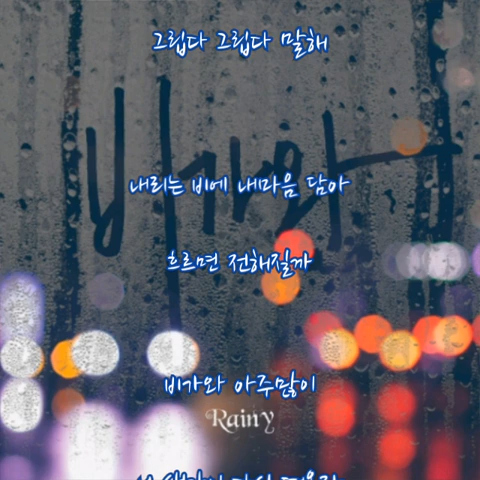 그립다 그립다 말해
비가와
내리는 비에 내마음 담아
흐르면 전해질까
비가와 아주많이
Rainy